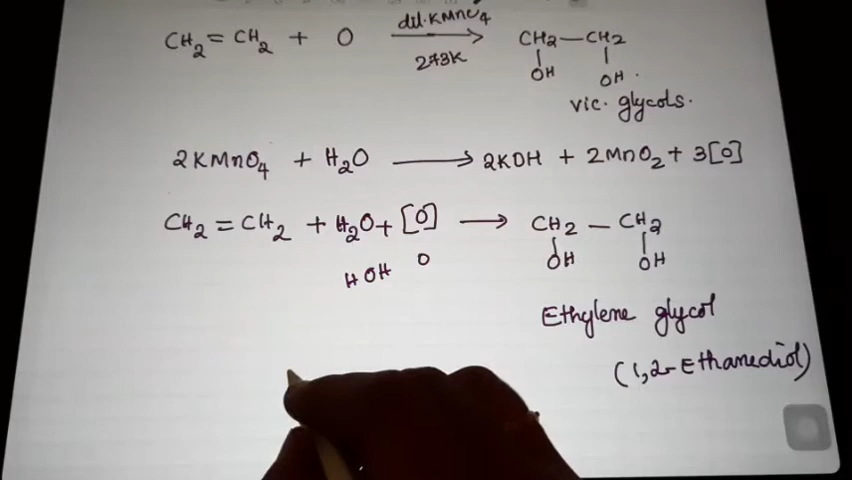 CH2 = CH2 + O dil. KMnO4 273K CH2 — CH2
OH OH.
vic. glycols.
2KMnO4 + H2O ⟶ 2KOH + 2MnO2 + 3[O]
CH2 = CH2 + H2O + [O] ⟶ CH2 — CH2
HOH O OH OH
Ethylene glycol
(1,2-Ethanediol)